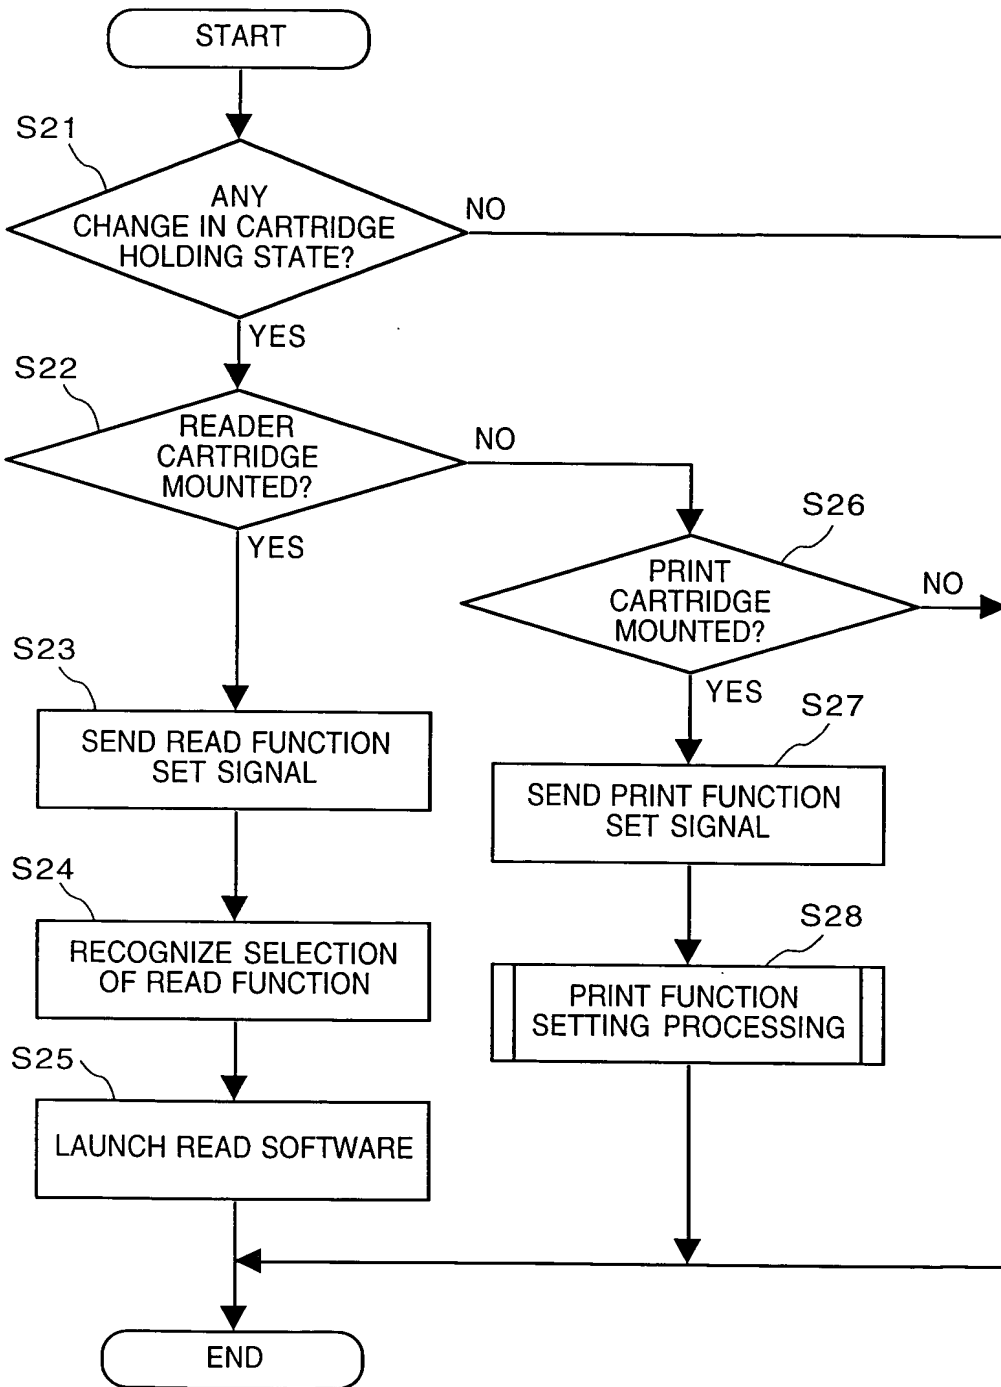 START
S21
ANY
CHANGE IN CARTRIDGE
HOLDING STATE?
NO
YES
S22
READER
CARTRIDGE
MOUNTED?
NO
YES
S26
PRINT
CARTRIDGE
MOUNTED?
NO
YES
S23
SEND READ FUNCTION
SET SIGNAL
S27
SEND PRINT FUNCTION
SET SIGNAL
S24
RECOGNIZE SELECTION
OF READ FUNCTION
S28
PRINT FUNCTION
SETTING PROCESSING
S25
LAUNCH READ SOFTWARE
END